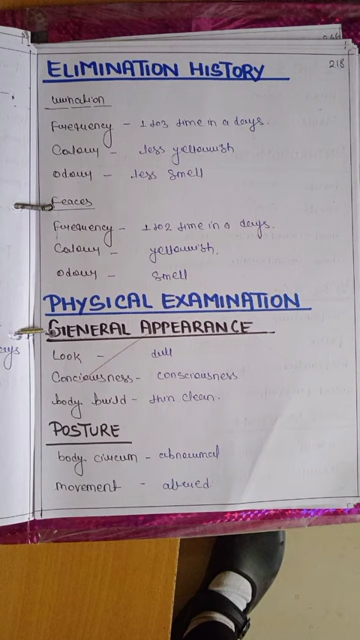 218
ELIMINATION HISTORY
urination
Frequency - 1 to 3 time in a days.
Colour - less yellowish
Odour - less smell
Feaces
Frequency - 1 to 2 time in a days.
Colour - yellowish.
Odour - smell
PHYSICAL EXAMINATION
GENERAL APPEARANCE
Look - dull
Conciousness - consciousness
body build - thin clean.
POSTURE
body circum - abnormal
movement - altered